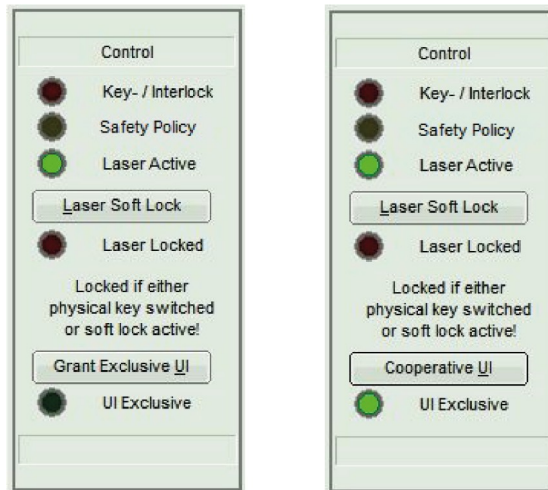 Control
Key- / Interlock
Safety Policy
Laser Active
Laser Soft Lock
Laser Locked
Locked if either
physical key switched
or soft lock active!
Grant Exclusive UI
UI Exclusive
Control
Key- / Interlock
Safety Policy
Laser Active
Laser Soft Lock
Laser Locked
Locked if either
physical key switched
or soft lock active!
Cooperative UI
UI Exclusive